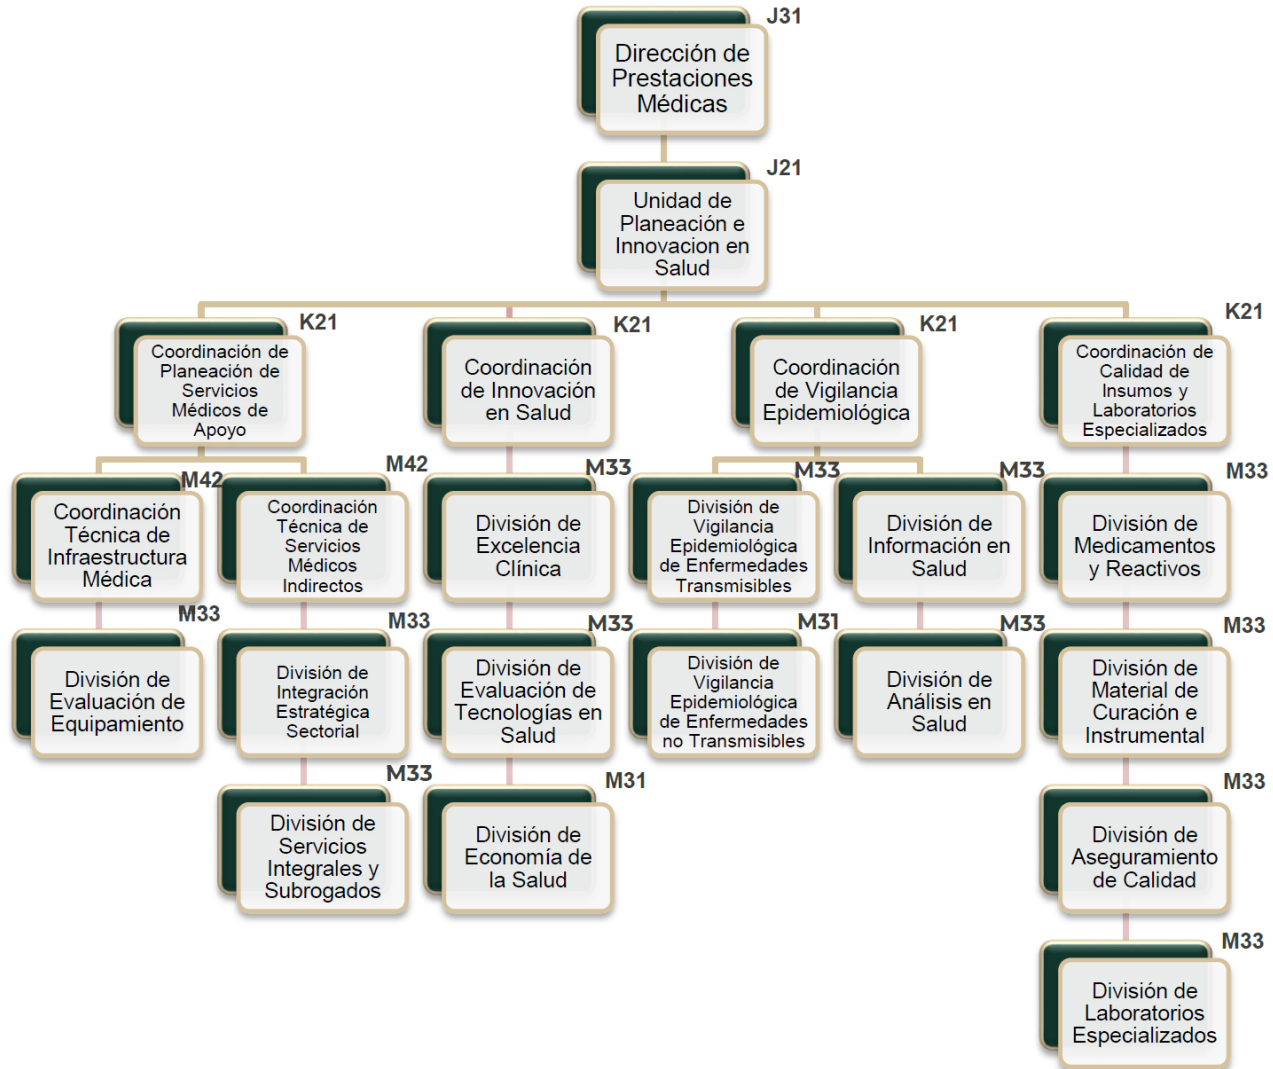 J31
Dirección de
Prestaciones
Médicas
J21
Unidad de
Planeación e
Innovacion en
Salud
K21
Coordinación de
Planeación de
Servicios
Médicos de
Apoyo
K21
Coordinación
de Innovación
en Salud
K21
Coordinación
de Vigilancia
Epidemiológica
K21
Coordinación de
Calidad de
Insumos y
Laboratorios
Especializados
M42
Coordinación
Técnica de
Infraestructura
Médica
M42
Coordinación
Técnica de
Servicios
Médicos
Indirectos
M33
División de
Excelencia
Clínica
M33
División de
Vigilancia
Epidemiológica
de Enfermedades
Transmisibles
M33
División de
Información en
Salud
M33
División de
Medicamentos
y Reactivos
M33
División de
Evaluación de
Equipamiento
M33
División de
Integración
Estratégica
Sectorial
M33
División de
Evaluación de
Tecnologías en
Salud
M31
División de
Vigilancia
Epidemiológica
de Enfermedades
no Transmisibles
M33
División de
Análisis en
Salud
M33
División de
Material de
Curación e
Instrumental
M33
División de
Servicios
Integrales y
Subrogados
M31
División de
Economía de
la Salud
M33
División de
Aseguramiento
de Calidad
M33
División de
Laboratorios
Especializados